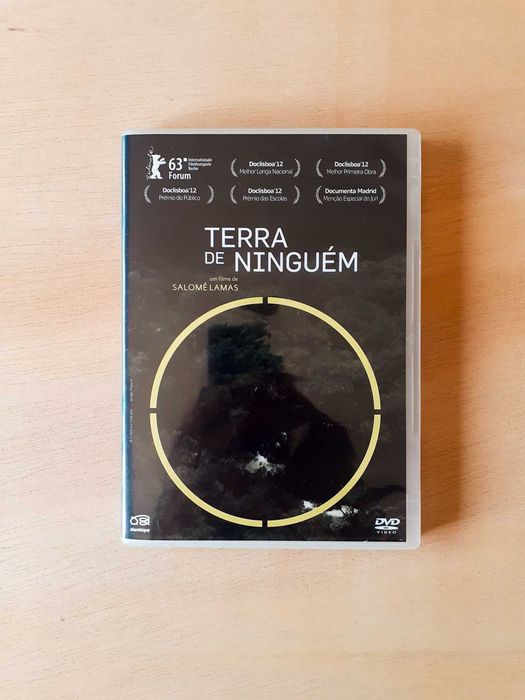 63
Internationale
Filmfestspiele
Berlin
Forum
Doclisboa'12
Melhor Longa Nacional
Doclisboa'12
Melhor Primeira Obra
Doclisboa'12
Prémio do Público
Doclisboa'12
Prémio das Escolas
Documenta Madrid
Menção Especial do Júri
TERRA
DE NINGUÉM
um filme de
SALOMÉ LAMAS
alambique
DVD
VIDEO